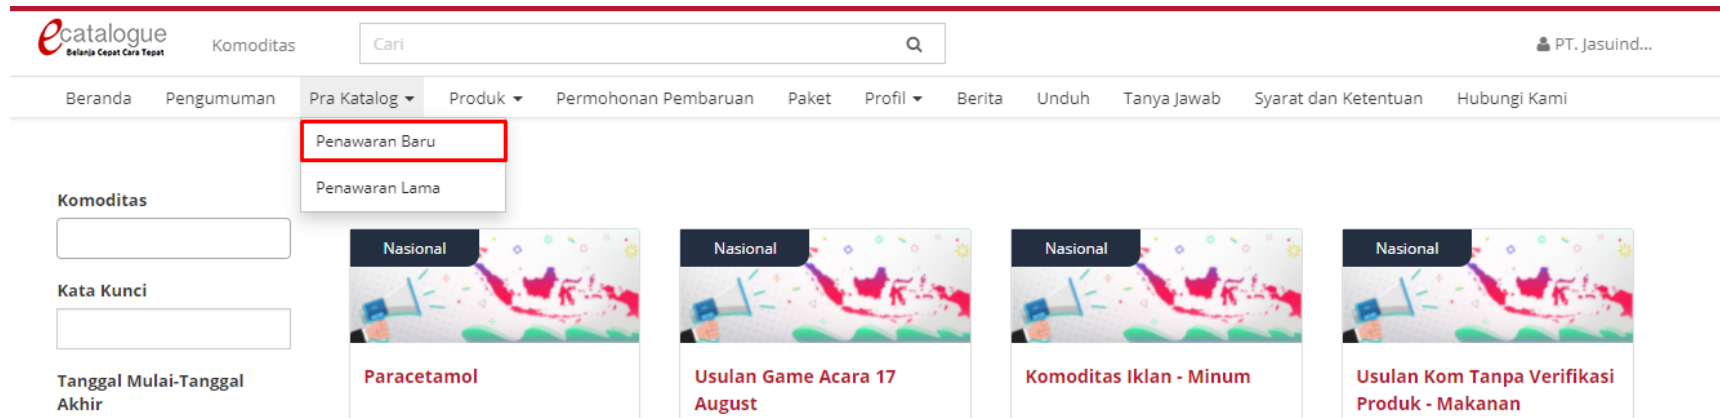 ecatalogue
Belanja Cepat Cara Tepat
Komoditas
Cari
PT. Jasuind...
Beranda Pengumuman Pra Katalog Produk Permohonan Pembaruan Paket Profil Berita Unduh Tanya Jawab Syarat dan Ketentuan Hubungi Kami
Penawaran Baru
Penawaran Lama
Komoditas
Kata Kunci
Tanggal Mulai-Tanggal
Akhir
Nasional
Paracetamol
Nasional
Usulan Game Acara 17
August
Nasional
Komoditas Iklan - Minum
Nasional
Usulan Kom Tanpa Verifikasi
Produk - Makanan